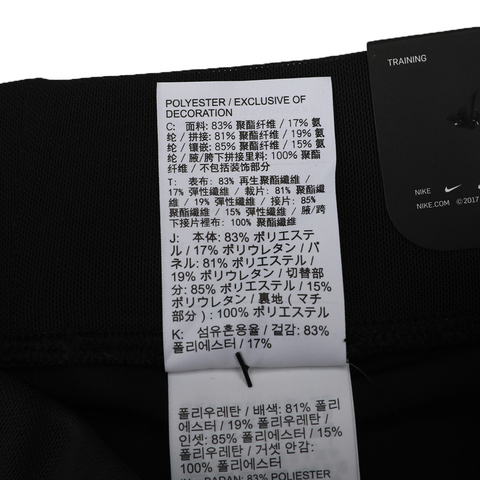 TRAINING
NIKE
NIKE.COM ©2017
POLYESTER / EXCLUSIVE OF
DECORATION
C: 面料: 83% 聚酯纤维 / 17% 氨
纶 / 拼接: 81% 聚酯纤维 / 19% 氨
纶 / 镶嵌: 85% 聚酯纤维 / 15% 氨
纶 / 腋/胯下拼接里料: 100% 聚酯
纤维 / 不包括装饰部分
T: 表布: 83% 再生聚酯纖維 /
17% 彈性纖維 / 裁片: 81% 聚酯纖
維 / 19% 彈性纖維 / 接片: 85%
聚酯纖維 / 15% 彈性纖維 / 腋/跨
下接片裡布: 100% 聚酯纖維
J: 本体: 83% ポリエステ
ル / 17% ポリウレタン / パ
ネル: 81% ポリエステル /
19% ポリウレタン / 切替部
分: 85% ポリエステル / 15%
ポリウレタン / 裏地 ( マチ
部分 ) : 100% ポリエステル
K: 섬유혼용율 / 겉감: 83%
폴리에스터 / 17%
폴리우레탄 / 배색: 81% 폴리
에스터 / 19% 폴리우레탄 /
인셋: 85% 폴리에스터 / 15%
폴리우레탄 / 거셋 안감:
100% 폴리에스터
BADAN: 83% POLIESTER